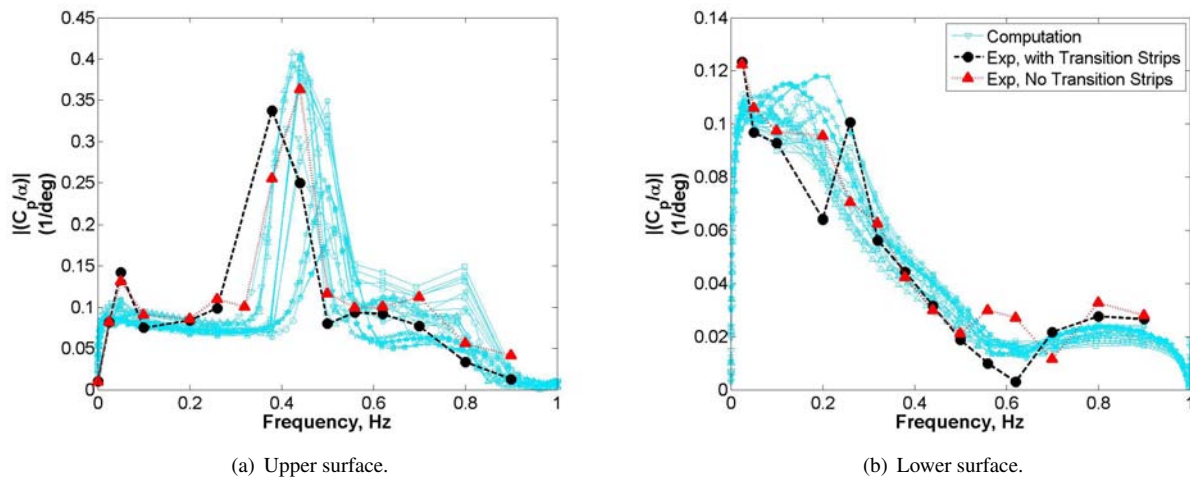 0.45
0.4
0.35
0.3
0.25
0.2
0.15
0.1
0.05
0
|(C_p/α)|
(1/deg)
0 0.2 0.4 0.6 0.8 1
Frequency, Hz
(a) Upper surface.
0.14
0.12
0.1
0.08
0.06
0.04
0.02
0
|(C_p/α)|
(1/deg)
Computation
Exp, with Transition Strips
Exp, No Transition Strips
0 0.2 0.4 0.6 0.8 1
Frequency, Hz
(b) Lower surface.